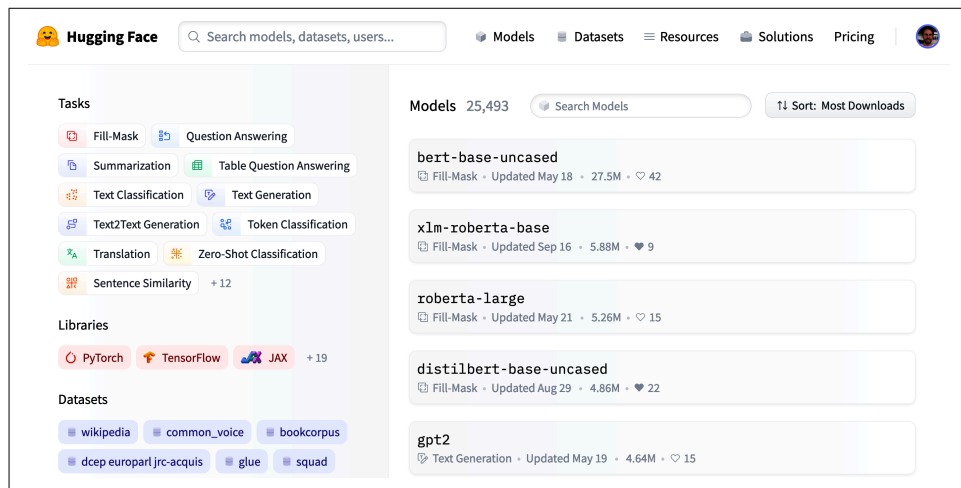 Hugging Face
Search models, datasets, users...
Models Datasets Resources Solutions Pricing
Tasks
Fill-Mask Question Answering
Summarization Table Question Answering
Text Classification Text Generation
Text2Text Generation Token Classification
Translation Zero-Shot Classification
Sentence Similarity + 12
Libraries
PyTorch TensorFlow JAX + 19
Datasets
wikipedia common_voice bookcorpus
dcep europarl jrc-acquis glue squad
Models 25,493 Search Models ↑↓ Sort: Most Downloads
bert-base-uncased
Fill-Mask • Updated May 18 • 27.5M • ♡ 42
xlm-roberta-base
Fill-Mask • Updated Sep 16 • 5.88M • ♥ 9
roberta-large
Fill-Mask • Updated May 21 • 5.26M • ♡ 15
distilbert-base-uncased
Fill-Mask • Updated Aug 29 • 4.86M • ♥ 22
gpt2
Text Generation • Updated May 19 • 4.64M • ♡ 15